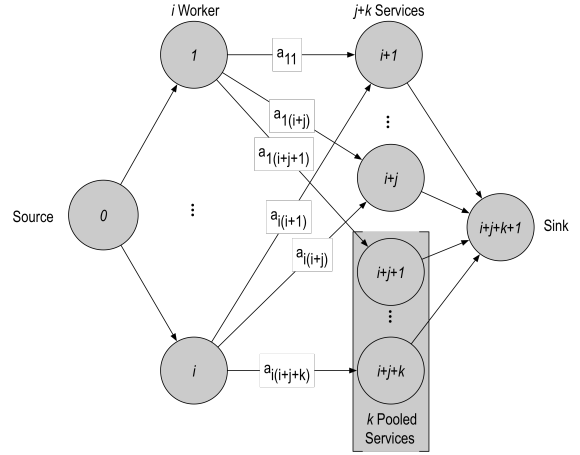 i Worker
j+k Services
1
a11
i+1
a1(i+j)
...
a1(i+j+1)
i+j
Source
0
...
ai(i+1)
i+j+k+1
Sink
ai(i+j)
i+j+1
...
i
ai(i+j+k)
i+j+k
k Pooled
Services